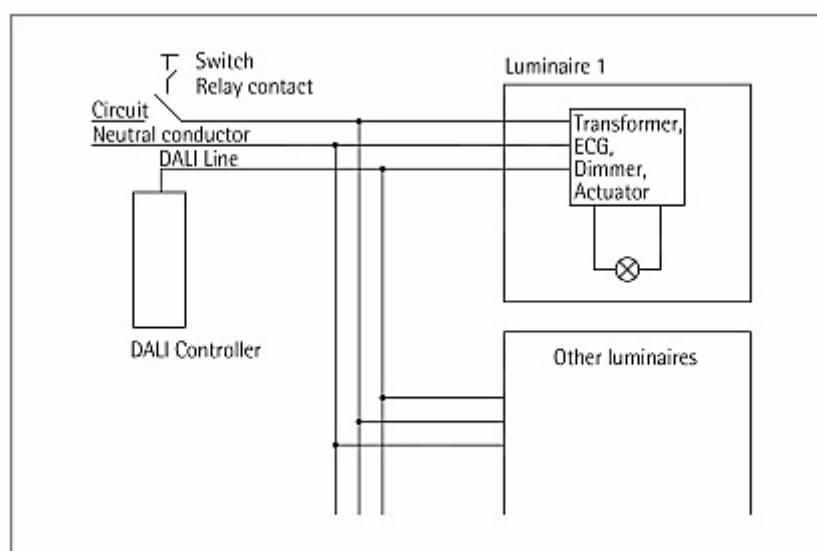 Switch
Relay contact
Circuit
Neutral conductor
DALI Line
DALI Controller
Luminaire 1
Transformer,
ECG,
Dimmer,
Actuator
Other luminaires